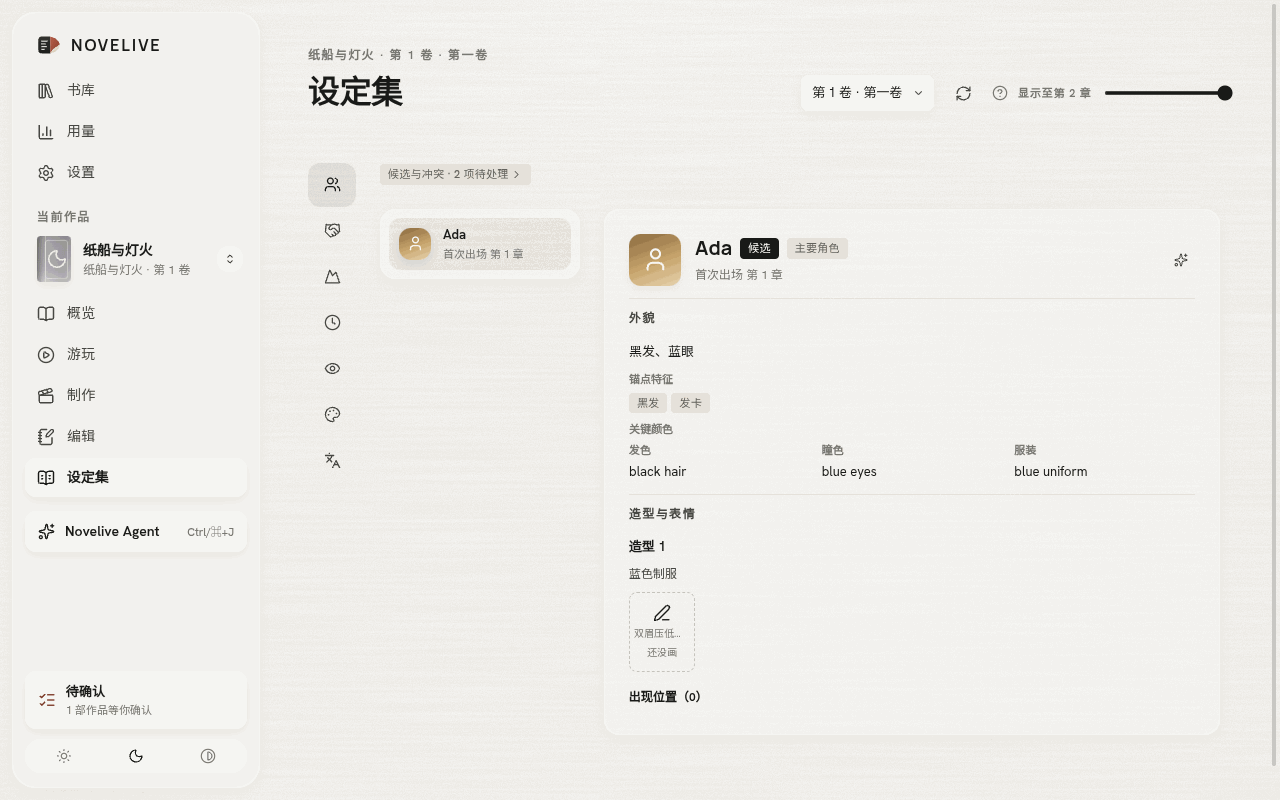 NOVELIVE
书库
用量
设置
当前作品
纸船与灯火
纸船与灯火 · 第 1 卷
概览
游玩
制作
编辑
设定集
Novelive Agent
Ctrl/⌘+J
待确认
1 部作品等你确认
纸船与灯火 · 第 1 卷 · 第一卷
设定集
第 1 卷 · 第一卷
显示至第 2 章
候选与冲突 · 2 项待处理
Ada
首次出场 第 1 章
Ada
候选
主要角色
首次出场 第 1 章
外貌
黑发、蓝眼
锚点特征
黑发
发卡
关键颜色
发色
瞳色
服装
black hair
blue eyes
blue uniform
造型与表情
造型 1
蓝色制服
双眉压低...
还没画
出现位置（0）